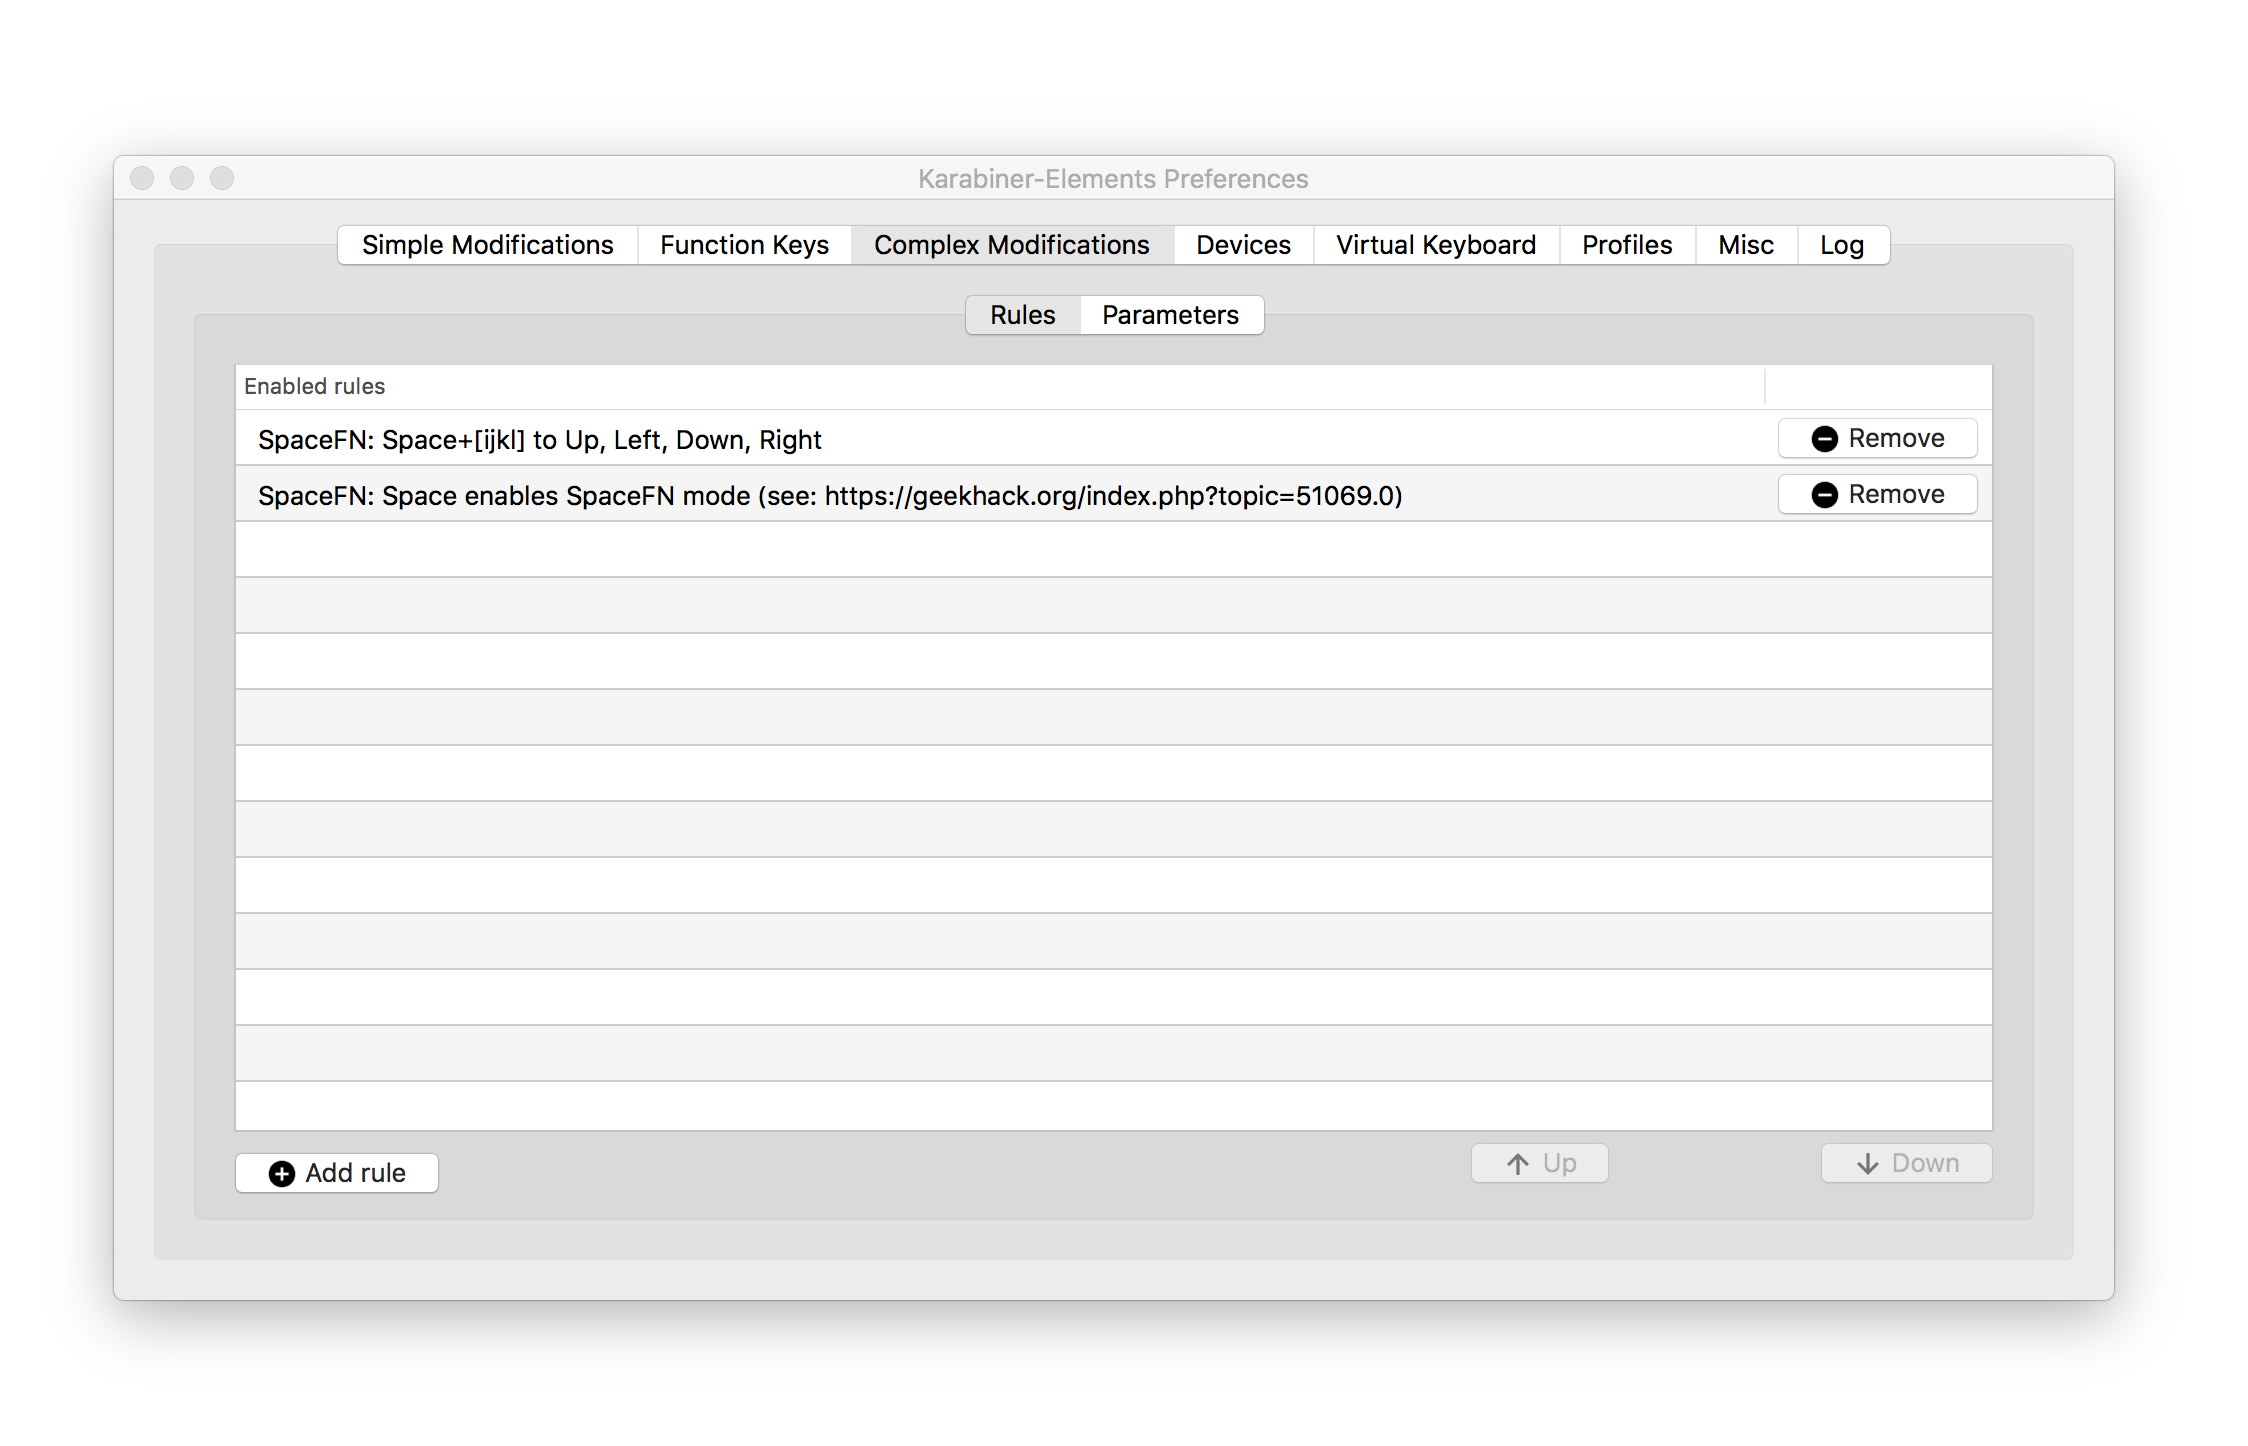 Karabiner-Elements Preferences
Simple Modifications Function Keys Complex Modifications Devices Virtual Keyboard Profiles Misc Log
Rules Parameters
Enabled rules
SpaceFN: Space+[ijkl] to Up, Left, Down, Right Remove
SpaceFN: Space enables SpaceFN mode (see: https://geekhack.org/index.php?topic=51069.0) Remove
Add rule Up Down